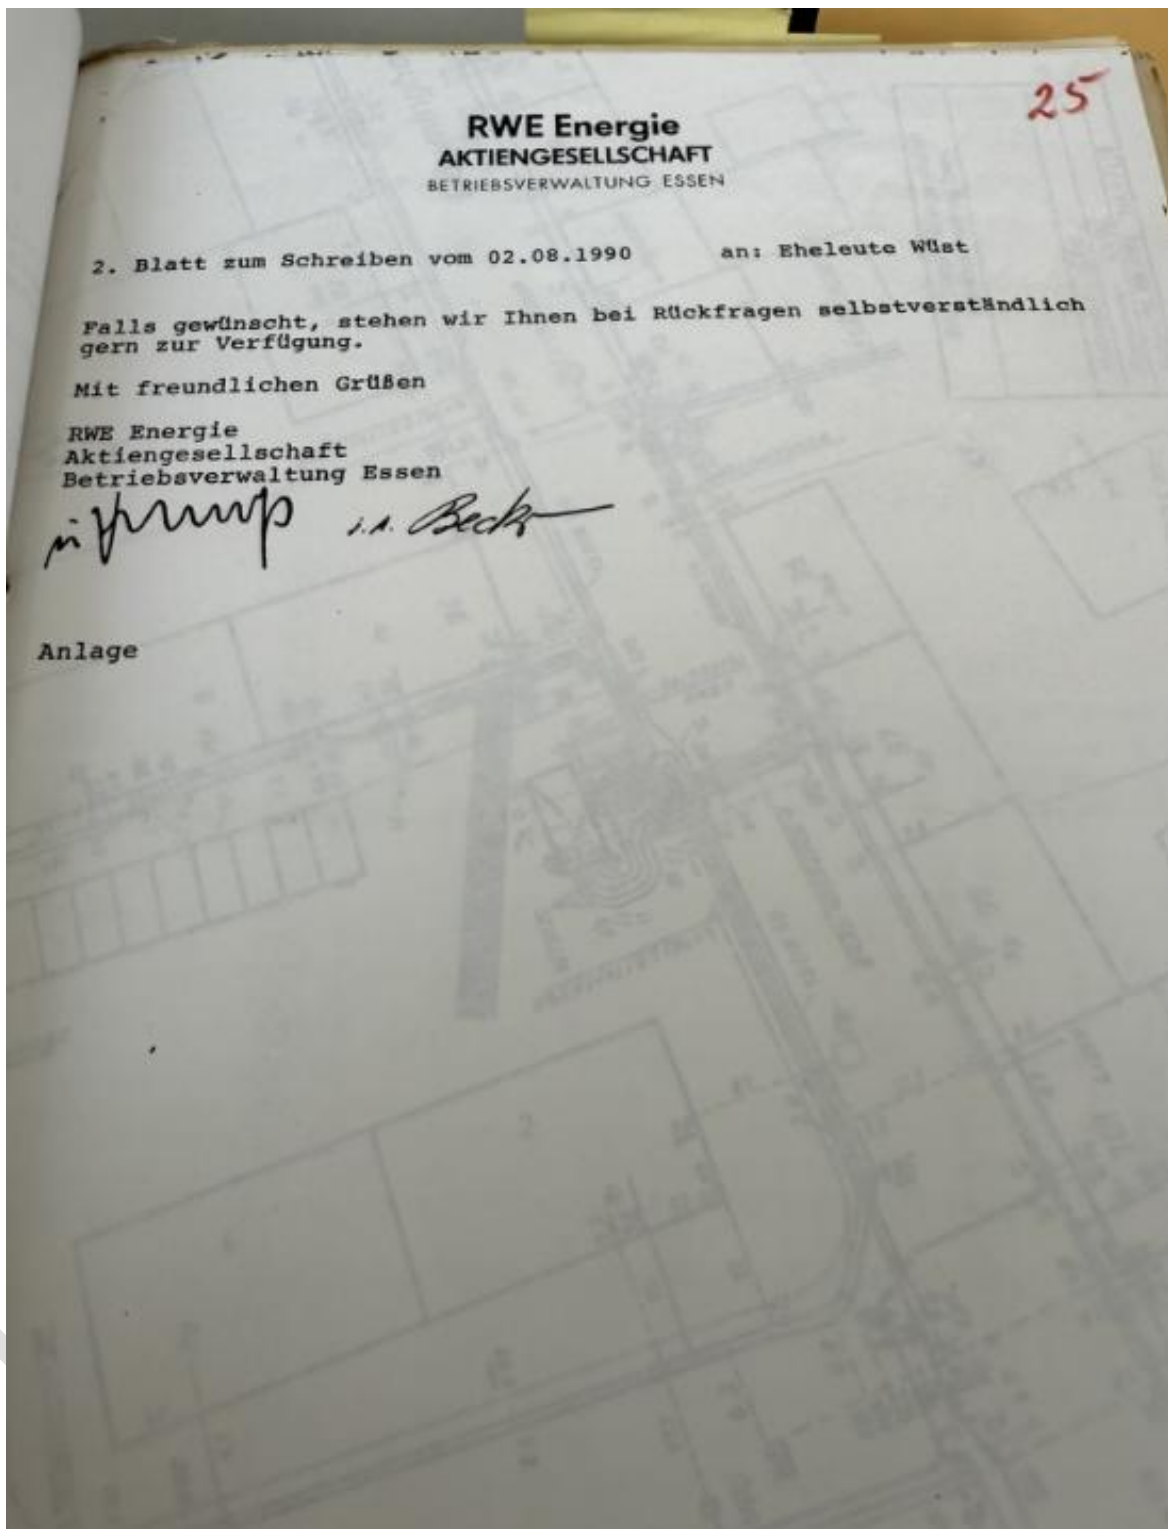 25
RWE Energie
AKTIENGESELLSCHAFT
BETRIEBSVERWALTUNG ESSEN
2. Blatt zum Schreiben vom 02.08.1990 an: Eheleute Wüst
Falls gewünscht, stehen wir Ihnen bei Rückfragen selbstverständlich
gern zur Verfügung.
Mit freundlichen Grüßen
RWE Energie
Aktiengesellschaft
Betriebsverwaltung Essen
i.A. Becker
Anlage